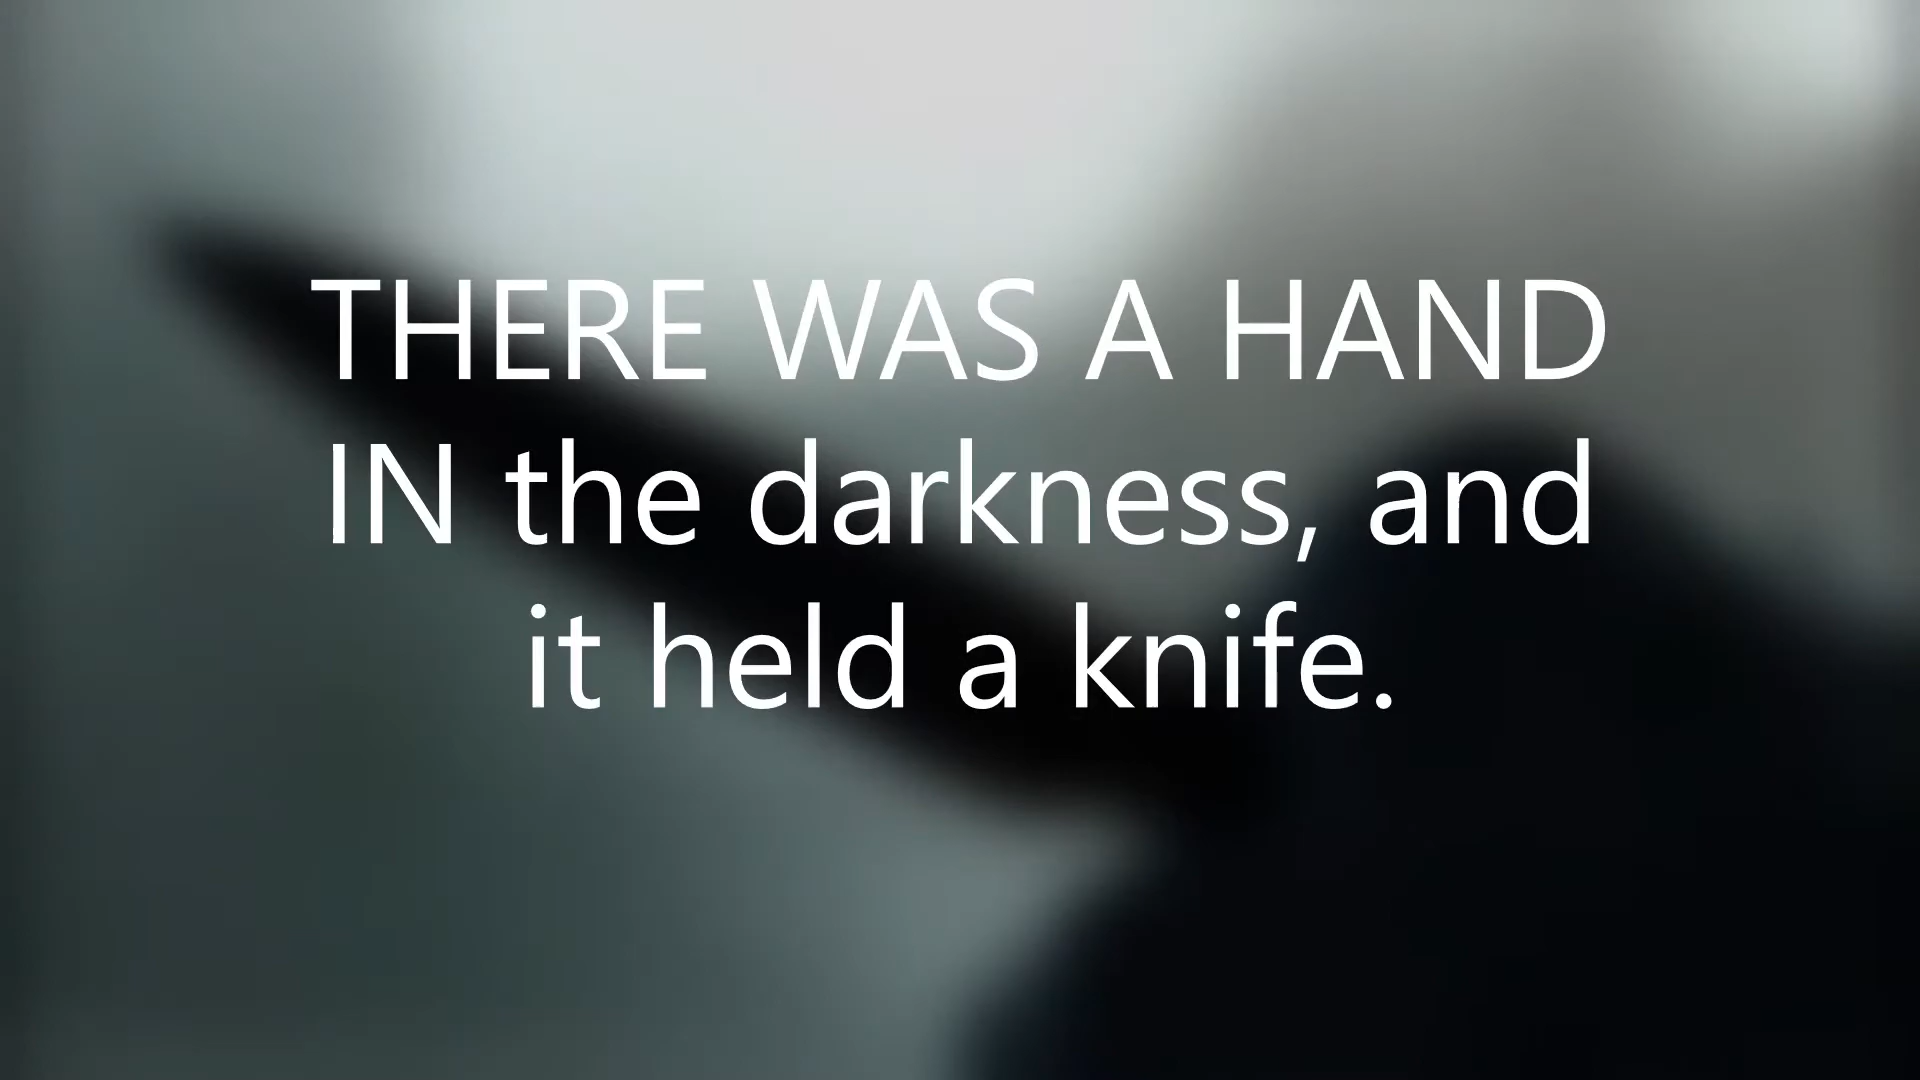 THERE WAS A HAND
IN the darkness, and
it held a knife.